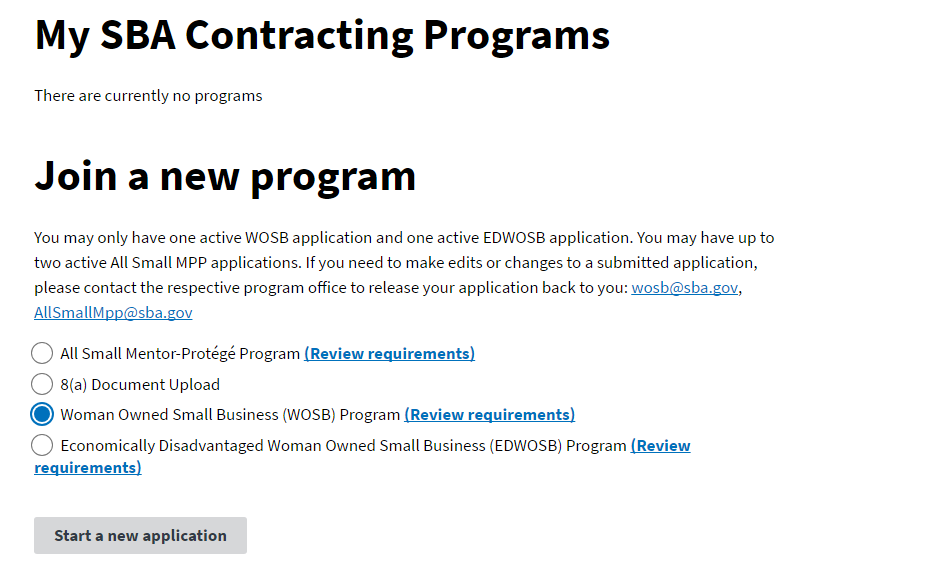 My SBA Contracting Programs
There are currently no programs
Join a new program
You may only have one active WOSB application and one active EDWOSB application. You may have up to
two active All Small MPP applications. If you need to make edits or changes to a submitted application,
please contact the respective program office to release your application back to you: wosb@sba.gov,
AllSmallMpp@sba.gov
All Small Mentor-Protégé Program (Review requirements)
8(a) Document Upload
Woman Owned Small Business (WOSB) Program (Review requirements)
Economically Disadvantaged Woman Owned Small Business (EDWOSB) Program (Review
requirements)
Start a new application